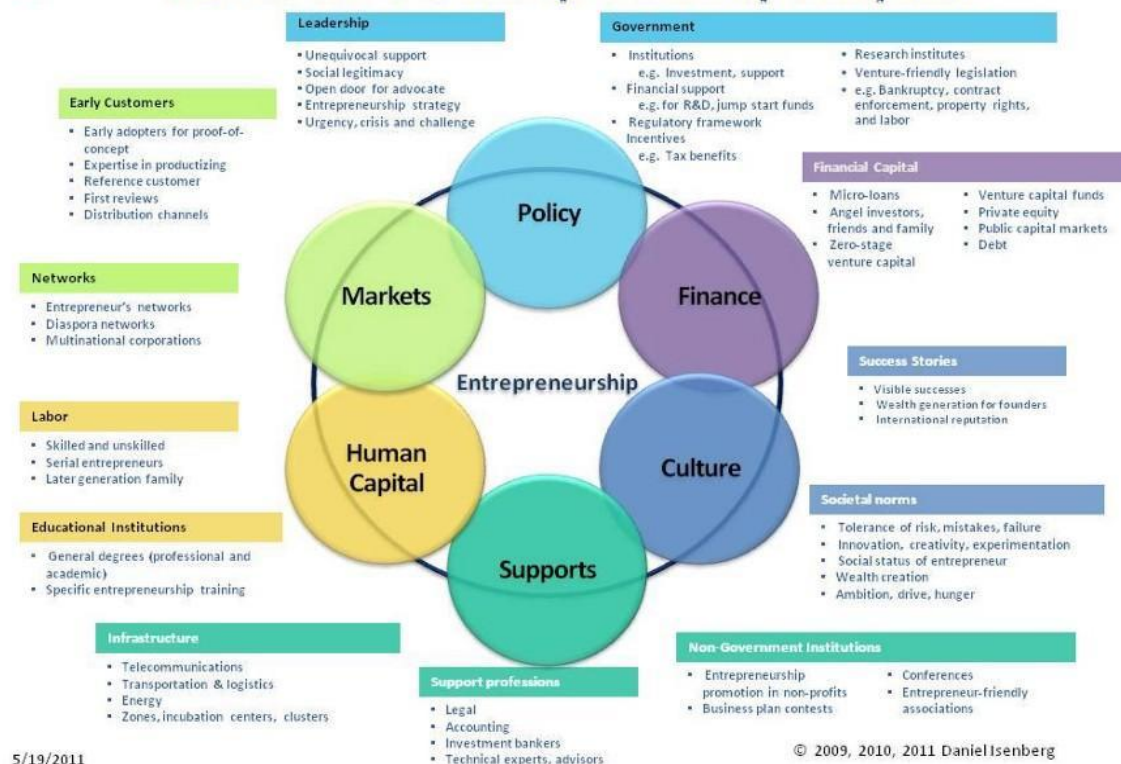 Leadership
▪ Unequivocal support
▪ Social legitimacy
▪ Open door for advocate
▪ Entrepreneurship strategy
▪ Urgency, crisis and challenge
Government
▪ Institutions
e.g. Investment, support
▪ Financial support
e.g. for R&D, jump start funds
▪ Regulatory framework
Incentives
e.g. Tax benefits
▪ Research institutes
▪ Venture-friendly legislation
▪ e.g. Bankruptcy, contract
enforcement, property rights,
and labor
Early Customers
▪ Early adopters for proof-of-
concept
▪ Expertise in productizing
▪ Reference customer
▪ First reviews
▪ Distribution channels
Financial Capital
▪ Micro-loans
▪ Angel investors,
friends and family
▪ Zero-stage
venture capital
▪ Venture capital funds
▪ Private equity
▪ Public capital markets
▪ Debt
Networks
▪ Entrepreneur's networks
▪ Diaspora networks
▪ Multinational corporations
Policy
Markets
Finance
Entrepreneurship
Human
Capital
Culture
Supports
Success Stories
▪ Visible successes
▪ Wealth generation for founders
▪ International reputation
Labor
▪ Skilled and unskilled
▪ Serial entrepreneurs
▪ Later generation family
Societal norms
▪ Tolerance of risk, mistakes, failure
▪ Innovation, creativity, experimentation
▪ Social status of entrepreneur
▪ Wealth creation
▪ Ambition, drive, hunger
Educational Institutions
▪ General degrees (professional and
academic)
▪ Specific entrepreneurship training
Infrastructure
▪ Telecommunications
▪ Transportation & logistics
▪ Energy
▪ Zones, incubation centers, clusters
Support professions
▪ Legal
▪ Accounting
▪ Investment bankers
▪ Technical experts, advisors
Non-Government Institutions
▪ Entrepreneurship
promotion in non-profits
▪ Business plan contests
▪ Conferences
▪ Entrepreneur-friendly
associations
5/19/2011
© 2009, 2010, 2011 Daniel Isenberg